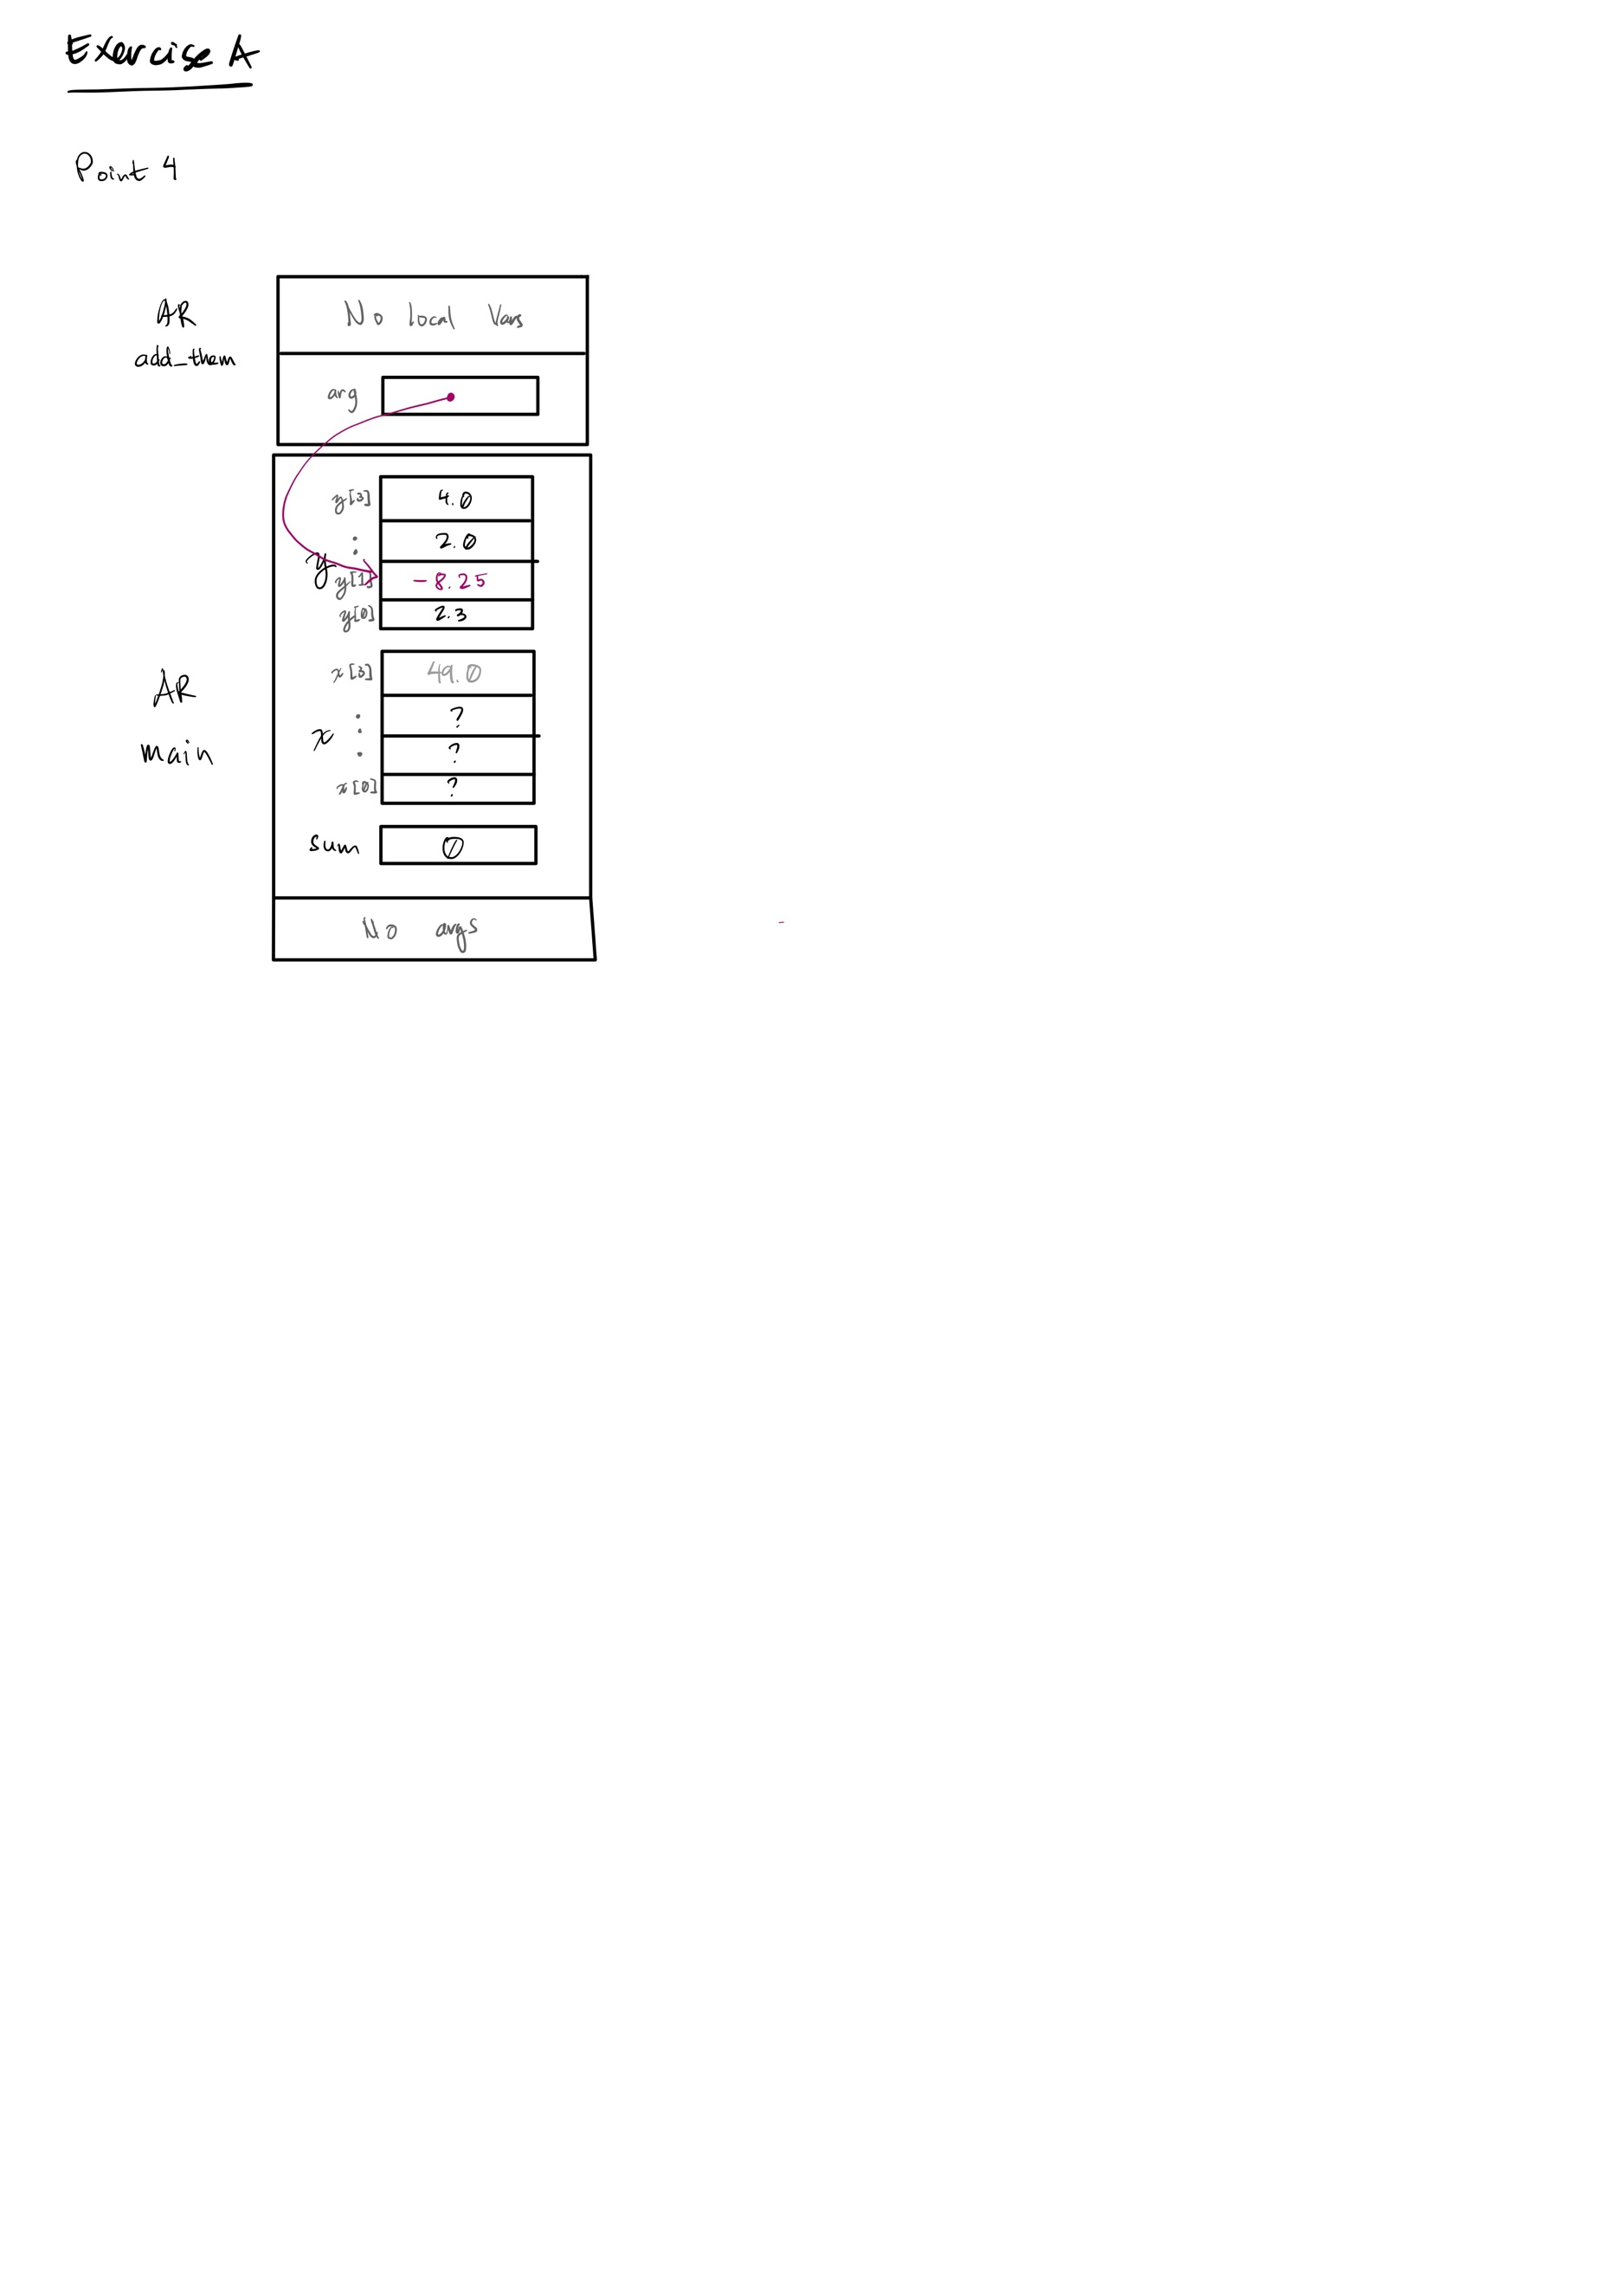 Exercise A
Point 4
AR
add_them
No local Vars
arg
y[3] 4.0
2.0
y
y[1] -8.25
y[0] 2.3
AR
main
x[3] 49.0
?
x
?
x[0] ?
sum 0
No args